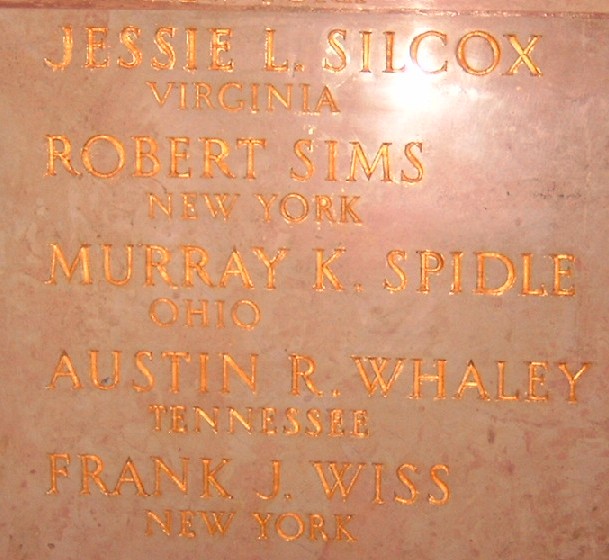 JESSIE L. SILCOX
VIRGINIA
ROBERT SIMS
NEW YORK
MURRAY K. SPIDLE
OHIO
AUSTIN R. WHALEY
TENNESSEE
FRANK J. WISS
NEW YORK